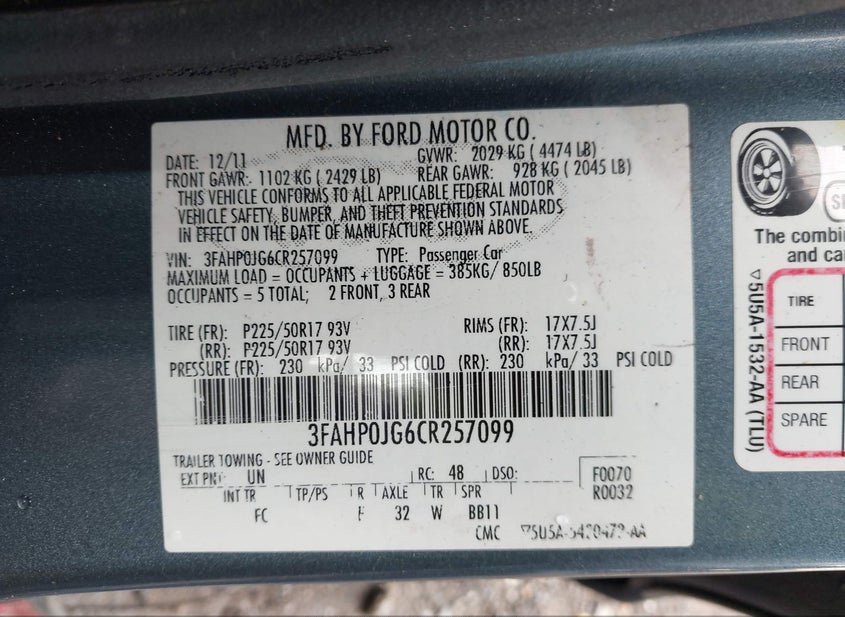 MFD. BY FORD MOTOR CO.
DATE: 12/11 GVWR: 2029 KG ( 4474 LB)
FRONT GAWR: 1102 KG ( 2429 LB) REAR GAWR: 928 KG ( 2045 LB)
THIS VEHICLE CONFORMS TO ALL APPLICABLE FEDERAL MOTOR
VEHICLE SAFETY, BUMPER, AND THEFT PREVENTION STANDARDS
IN EFFECT ON THE DATE OF MANUFACTURE SHOWN ABOVE.
VIN: 3FAHP0JG6CR257099 TYPE: Passenger Car
MAXIMUM LOAD = OCCUPANTS + LUGGAGE = 385KG/ 850LB
OCCUPANTS = 5 TOTAL; 2 FRONT, 3 REAR
TIRE (FR): P225/50R17 93V RIMS (FR): 17X7.5J
(RR): P225/50R17 93V (RR): 17X7.5J
PRESSURE (FR): 230 kPa/ 33 PSI COLD (RR): 230 kPa/ 33 PSI COLD
3FAHP0JG6CR257099
TRAILER TOWING - SEE OWNER GUIDE
EXT PNT: UN RC: 48 DSO: F0070
R0032
INT TR TP/PS R AXLE TR SPR
FC 32 W BB11
CMC
The combin
and ca
TIRE
FRONT
REAR
SPARE
▽5U5A-1532-AA (TLU)